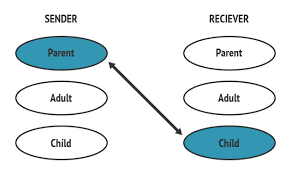 SENDER RECIEVER
Parent Parent
Adult Adult
Child Child